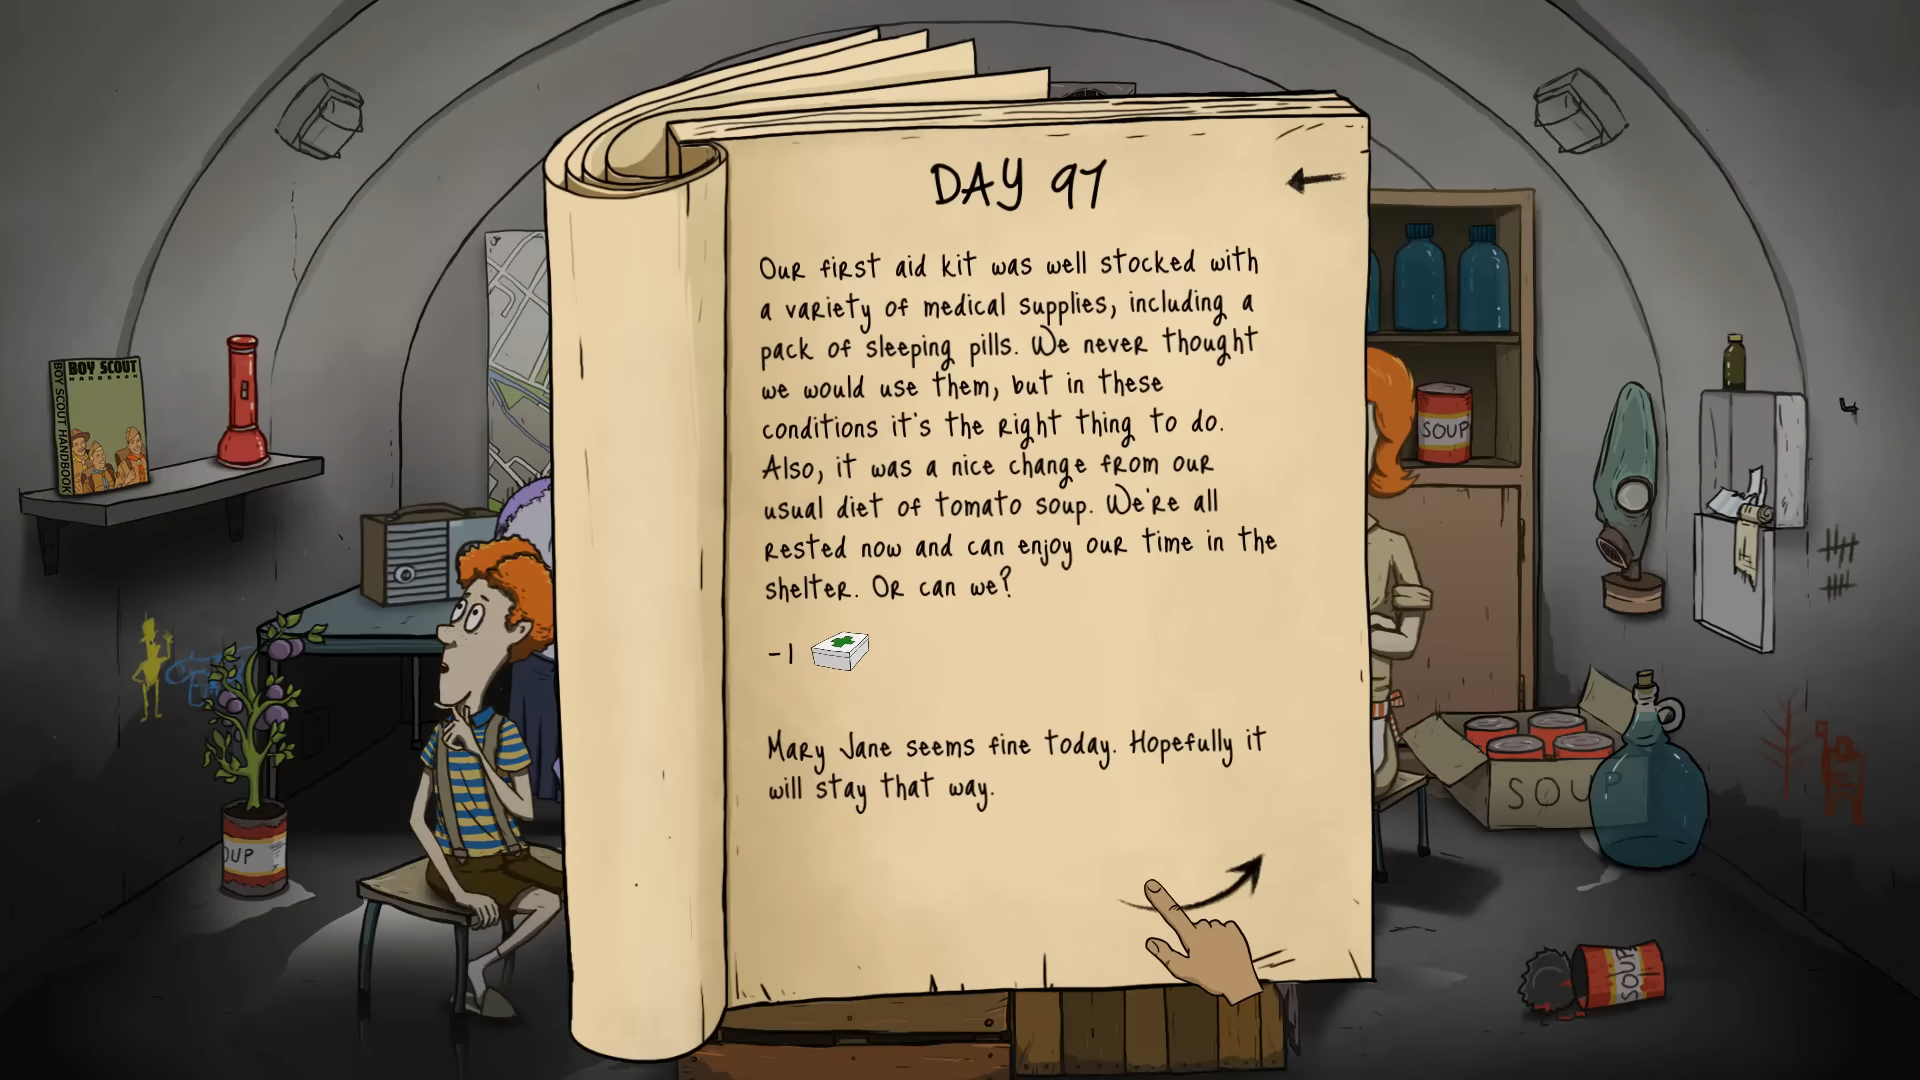 DAY 97
Our first aid kit was well stocked with
a variety of medical supplies, including a
pack of sleeping pills. We never thought
we would use them, but in these
conditions it's the right thing to do.
Also, it was a nice change from our
usual diet of tomato soup. We're all
rested now and can enjoy our time in the
shelter. Or can we?
-1
Mary Jane seems fine today. Hopefully it
will stay that way.
BOY SCOUT
HANDBOOK
BOY SCOUT HANDBOOK
SOUP
OUP
SOU
SOUP